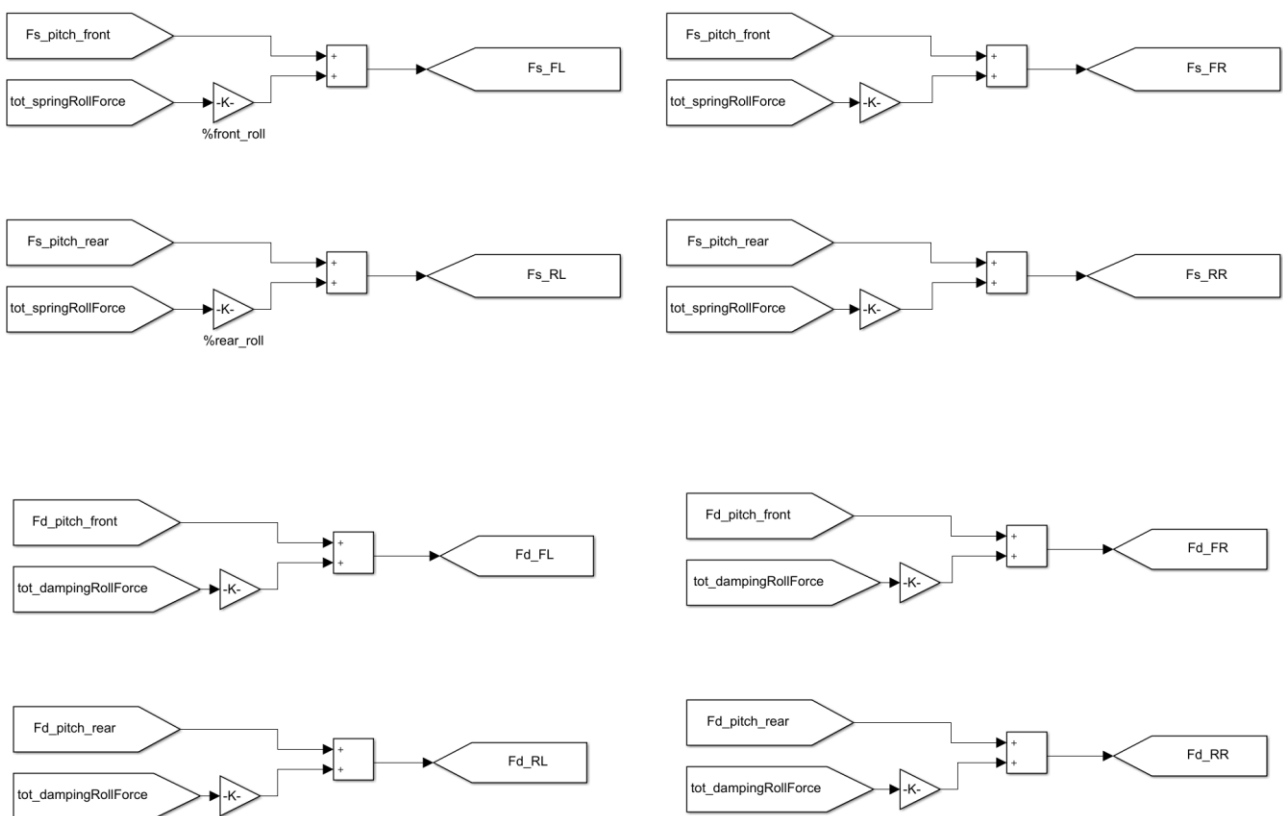 Fs_pitch_front
+
+
Fs_FL
tot_springRollForce
-K-
%front_roll
Fs_pitch_front
+
+
Fs_FR
tot_springRollForce
-K-
Fs_pitch_rear
+
+
Fs_RL
tot_springRollForce
-K-
%rear_roll
Fs_pitch_rear
+
+
Fs_RR
tot_springRollForce
-K-
Fd_pitch_front
+
+
Fd_FL
tot_dampingRollForce
-K-
Fd_pitch_front
+
+
Fd_FR
tot_dampingRollForce
-K-
Fd_pitch_rear
+
+
Fd_RL
tot_dampingRollForce
-K-
Fd_pitch_rear
+
+
Fd_RR
tot_dampingRollForce
-K-